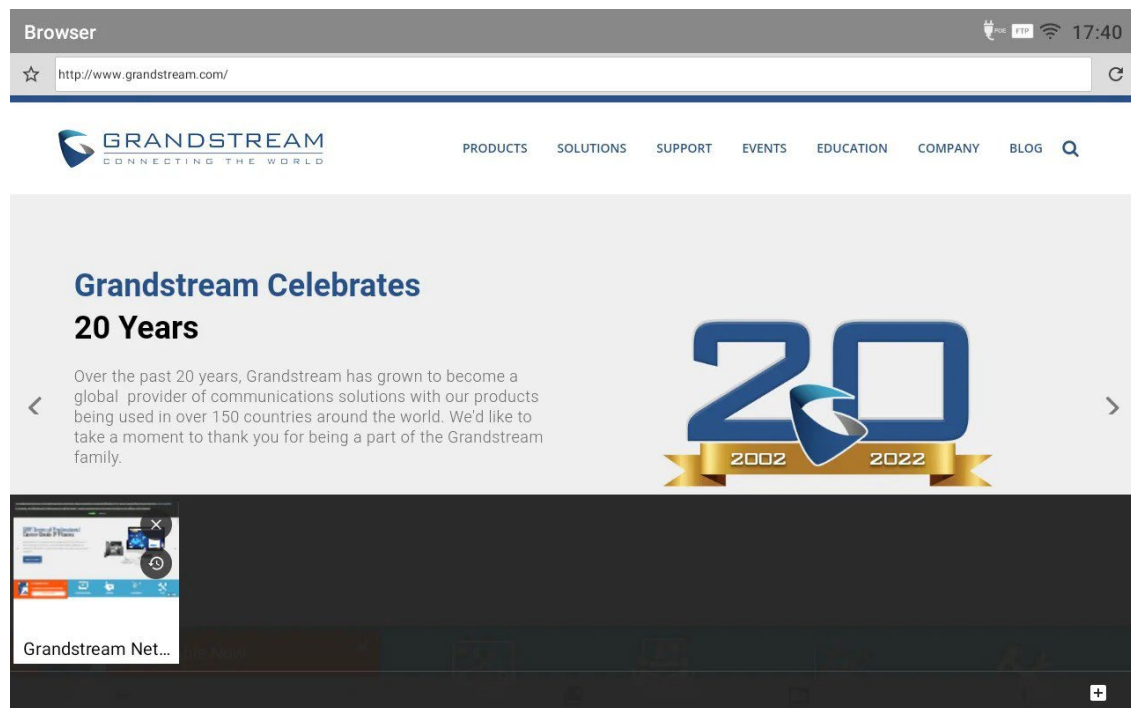 Browser
POE FTP 17:40
http://www.grandstream.com/
GRANDSTREAM
CONNECTING THE WORLD
PRODUCTS SOLUTIONS SUPPORT EVENTS EDUCATION COMPANY BLOG
Grandstream Celebrates
20 Years
Over the past 20 years, Grandstream has grown to become a
global provider of communications solutions with our products
being used in over 150 countries around the world. We'd like to
take a moment to thank you for being a part of the Grandstream
family.
20
2002 2022
Grandstream Net...